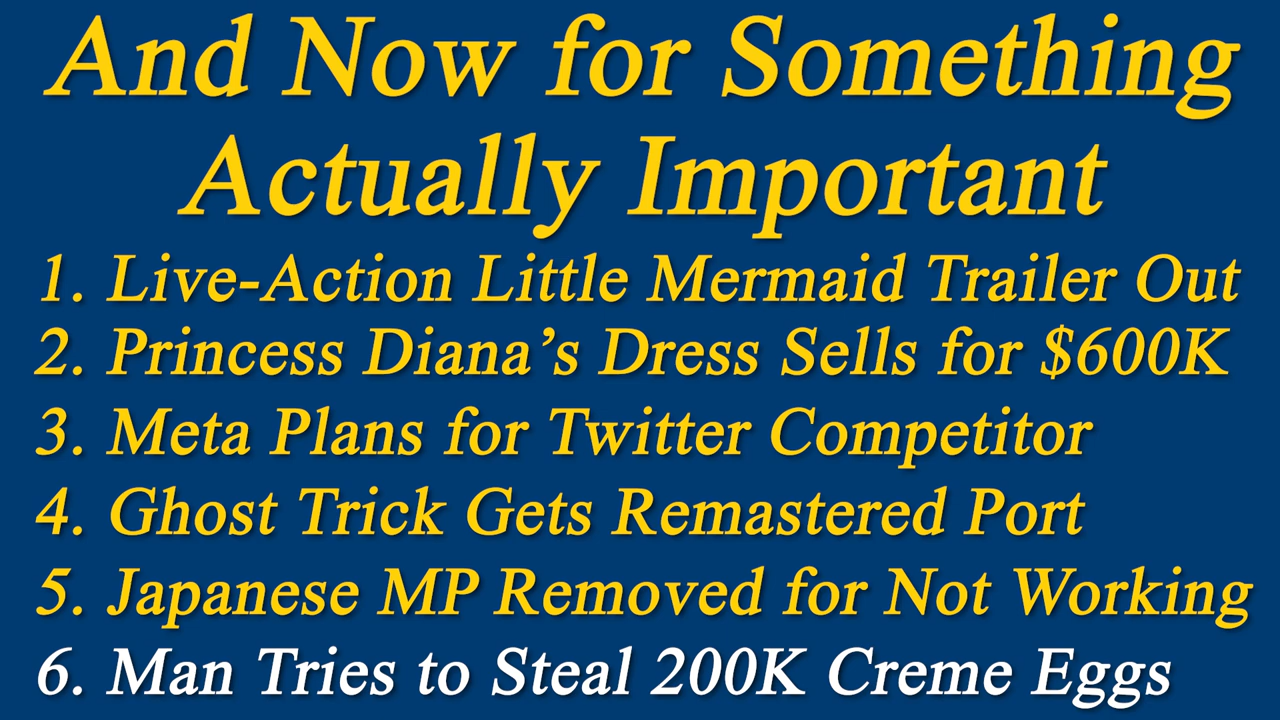 And Now for Something
Actually Important
1. Live-Action Little Mermaid Trailer Out
2. Princess Diana’s Dress Sells for $600K
3. Meta Plans for Twitter Competitor
4. Ghost Trick Gets Remastered Port
5. Japanese MP Removed for Not Working
6. Man Tries to Steal 200K Creme Eggs